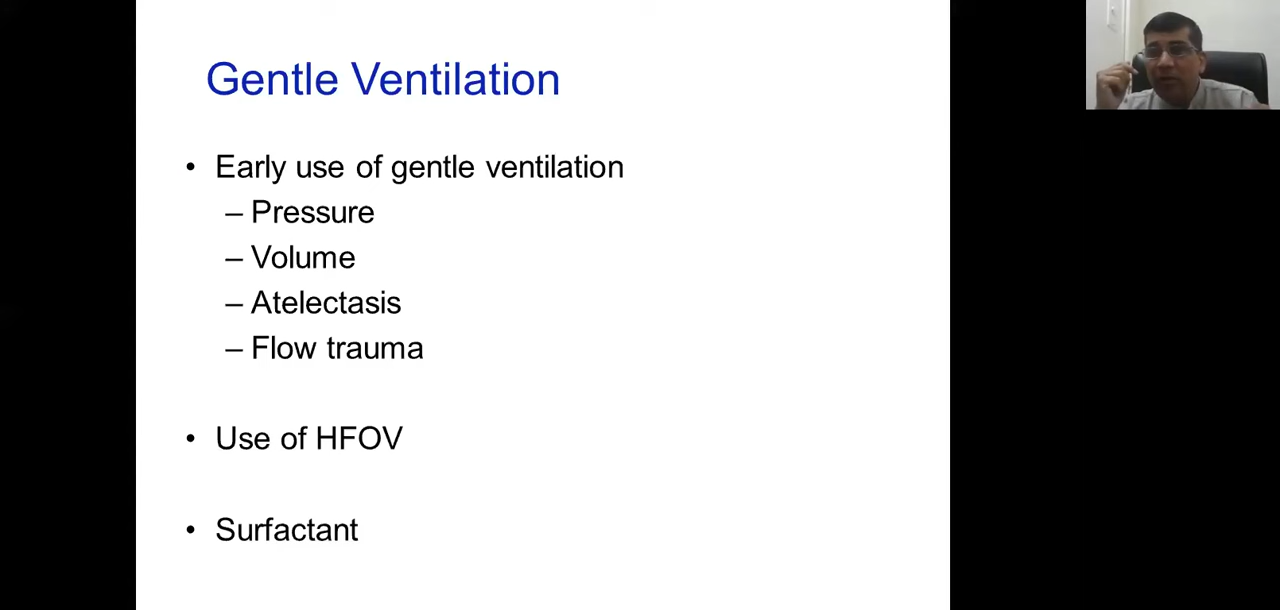 Gentle Ventilation
• Early use of gentle ventilation
– Pressure
– Volume
– Atelectasis
– Flow trauma
• Use of HFOV
• Surfactant